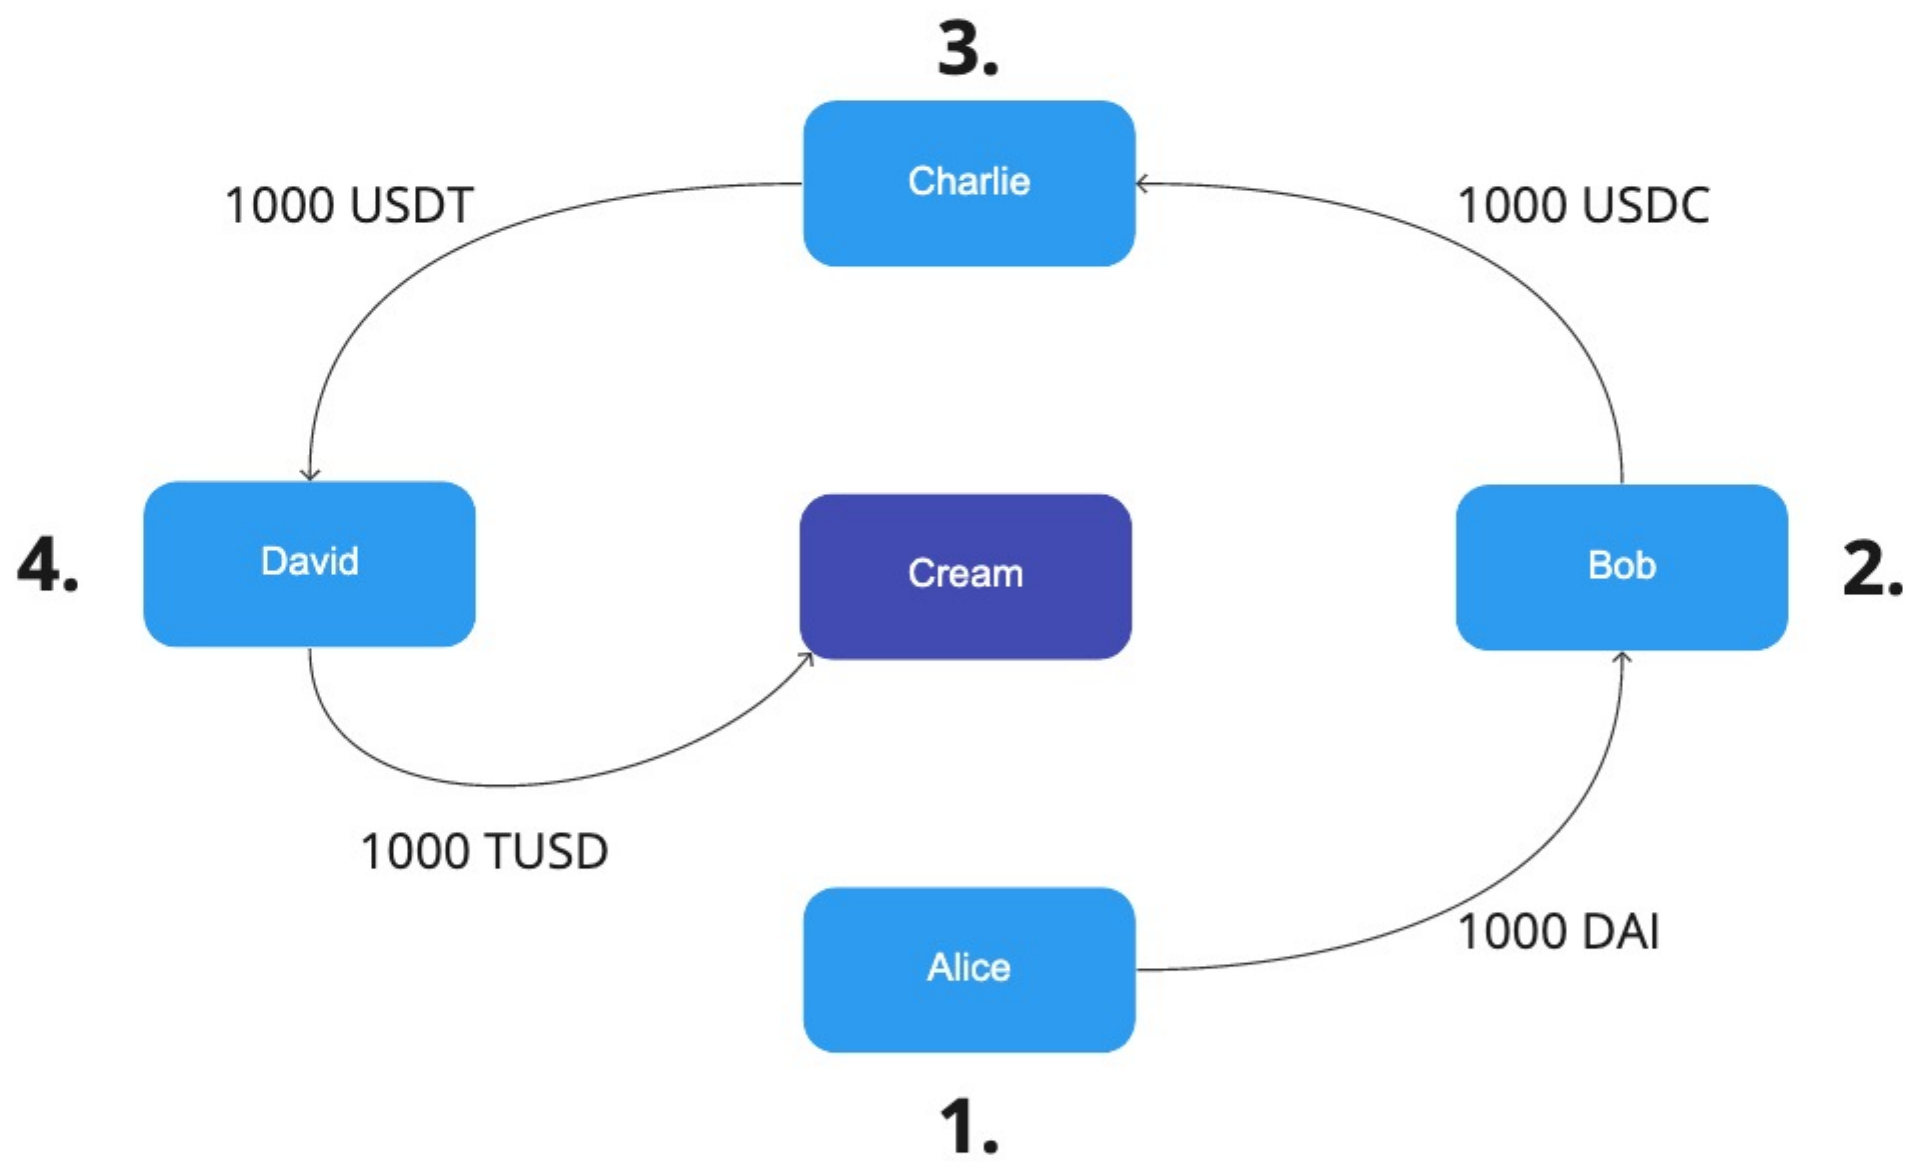 3.
Charlie
1000 USDT
1000 USDC
David
Cream
Bob
4.
2.
1000 TUSD
Alice
1000 DAI
1.